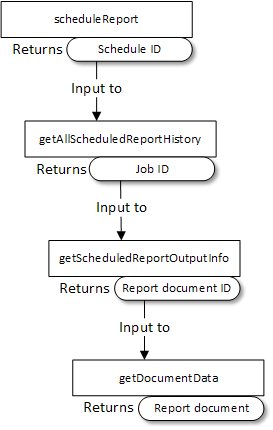 scheduleReport
Returns Schedule ID
Input to
getAllScheduledReportHistory
Returns Job ID
Input to
getScheduledReportOutputInfo
Returns Report document ID
Input to
getDocumentData
Returns Report document